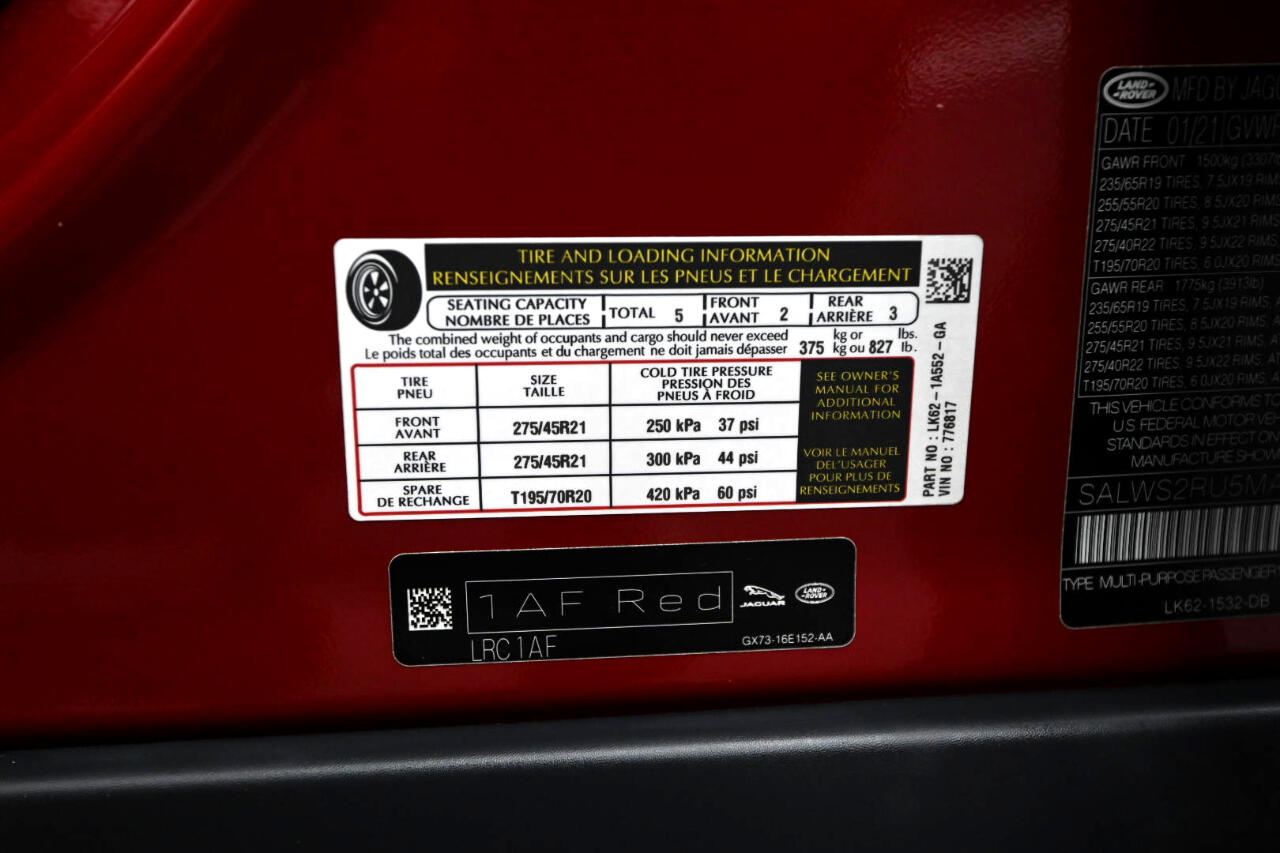 TIRE AND LOADING INFORMATION
RENSEIGNEMENTS SUR LES PNEUS ET LE CHARGEMENT
SEATING CAPACITY
NOMBRE DE PLACES
TOTAL 5
FRONT
AVANT 2
REAR
ARRIÈRE 3
The combined weight of occupants and cargo should never exceed
Le poids total des occupants et du chargement ne doit jamais dépasser
375 kg or
kg ou 827 lbs.
lb.
TIRE
PNEU
SIZE
TAILLE
COLD TIRE PRESSURE
PRESSION DES
PNEUS À FROID
FRONT
AVANT
275/45R21
250 kPa 37 psi
REAR
ARRIÈRE
275/45R21
300 kPa 44 psi
SPARE
DE RECHANGE
T195/70R20
420 kPa 60 psi
SEE OWNER'S
MANUAL FOR
ADDITIONAL
INFORMATION
VOIR LE MANUEL
DEL'USAGER
POUR PLUS DE
RENSEIGNEMENTS
PART NO : LK62-1A552-GA
VIN NO : 776817
1AF Red
LRC1AF
JAGUAR
LAND-
-ROVER
GX73-16E152-AA
LAND-
-ROVER
MFD BY
DATE 01/21
GAWR FRONT 1500kg
235/65R19 TIRES, 7.5JX19 RIMS
255/55R20 TIRES, 8.5JX20 RIMS
275/45R21 TIRES, 9.5JX21 RIMS
275/40R22 TIRES, 9.5JX22 RIMS
T195/70R20 TIRES, 6.0JX20 RIMS
GAWR REAR 1775kg (3913lb)
235/65R19 TIRES, 7.5JX19 RIMS,
255/55R20 TIRES, 8.5JX20 RIMS,
275/45R21 TIRES, 9.5JX21 RIMS,
275/40R22 TIRES, 9.5JX22 RIMS,
T195/70R20 TIRES, 6.0JX20 RIMS,
THIS VEHICLE CONFORMS TO
U.S FEDERAL MOTOR
STANDARDS IN EFFECT ON
MANUFACTURE
SALWS2RU5M
TYPE MULTI-PURPOSE PASSENGER
LK62-1532-DB